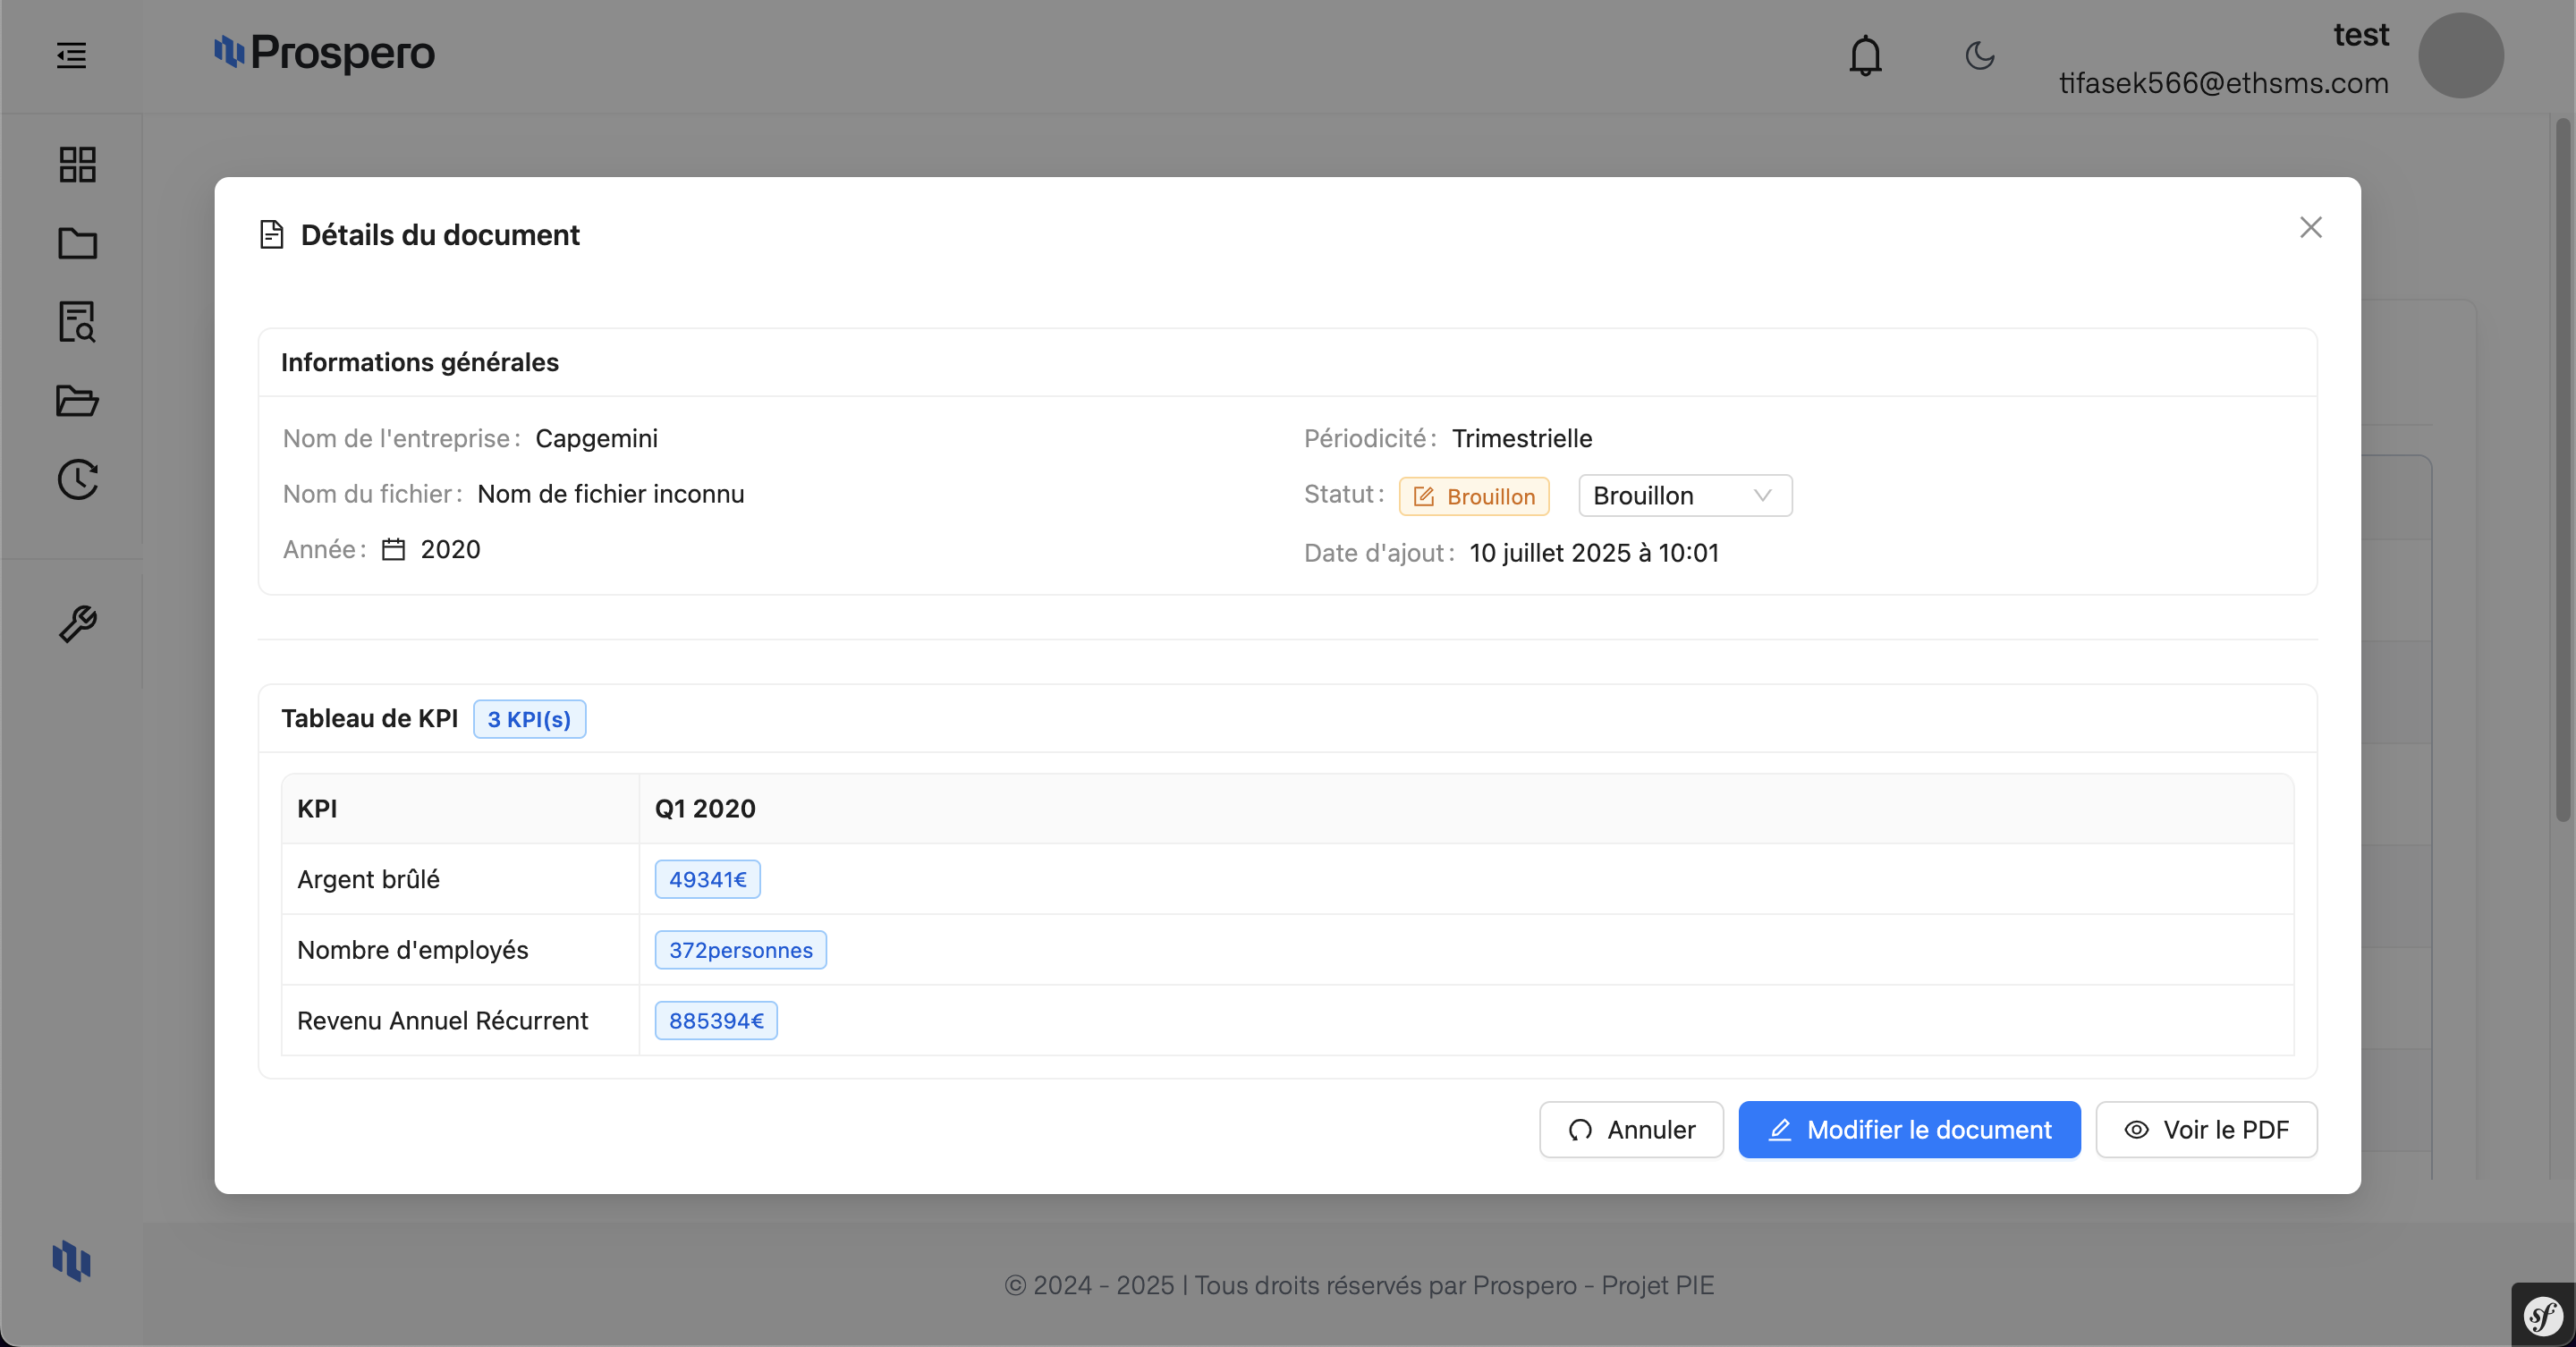 Prospero
test
tifasek566@ethsms.com
Détails du document
Informations générales
Nom de l'entreprise : Capgemini
Nom du fichier : Nom de fichier inconnu
Année : 2020
Périodicité : Trimestrielle
Statut : Brouillon Brouillon
Date d'ajout : 10 juillet 2025 à 10:01
Tableau de KPI 3 KPI(s)
KPI Q1 2020
Argent brûlé 49341€
Nombre d'employés 372personnes
Revenu Annuel Récurrent 885394€
Annuler Modifier le document Voir le PDF
© 2024 - 2025 | Tous droits réservés par Prospero - Projet PIE
sf